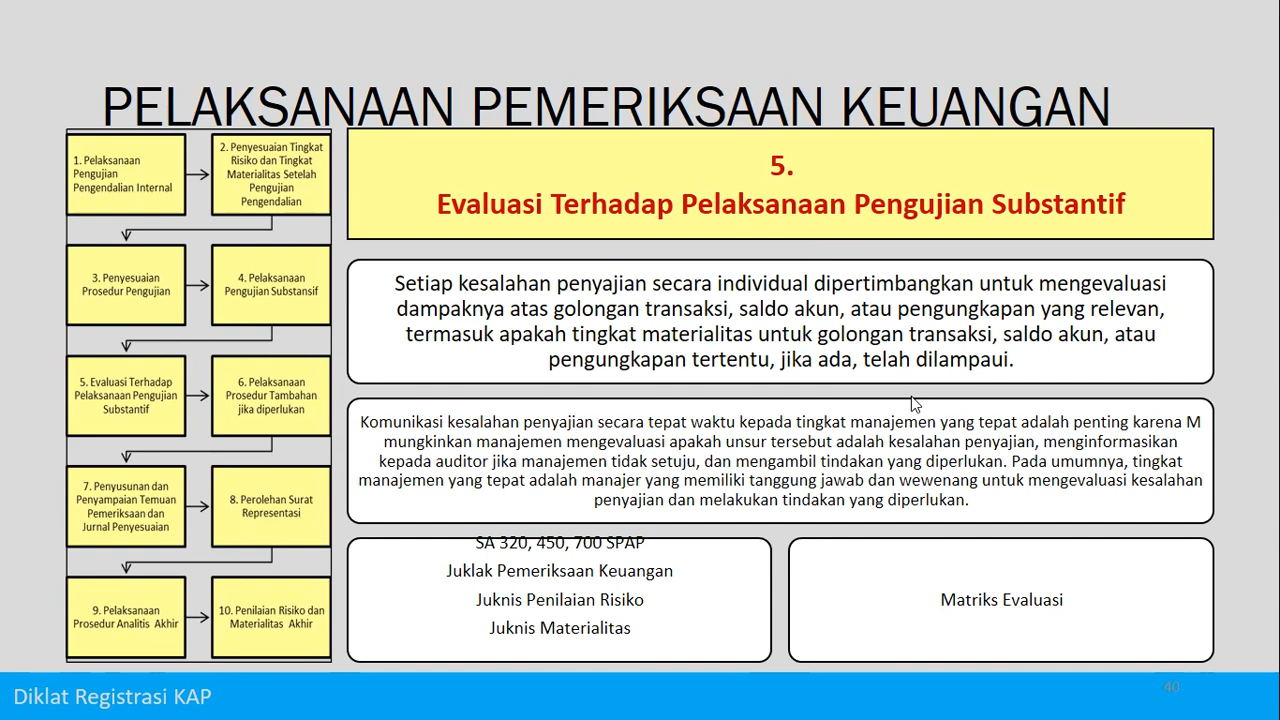 PELAKSANAAN PEMERIKSAAN KEUANGAN
1. Pelaksanaan
Pengujian
Pengendalian Internal
2. Penyesuaian Tingkat
Risiko dan Tingkat
Materialitas Setelah
Pengujian
Pengendalian
3. Penyesuaian
Prosedur Pengujian
4. Pelaksanaan
Pengujian Substansif
5. Evaluasi Terhadap
Pelaksanaan Pengujian
Substantif
6. Pelaksanaan
Prosedur Tambahan
jika diperlukan
7. Penyusunan dan
Penyampaian Temuan
Pemeriksaan dan
Jurnal Penyesuaian
8. Perolehan Surat
Representasi
9. Pelaksanaan
Prosedur Analitis Akhir
10. Penilaian Risiko dan
Materialitas Akhir
5.
Evaluasi Terhadap Pelaksanaan Pengujian Substantif
Setiap kesalahan penyajian secara individual dipertimbangkan untuk mengevaluasi
dampaknya atas golongan transaksi, saldo akun, atau pengungkapan yang relevan,
termasuk apakah tingkat materialitas untuk golongan transaksi, saldo akun, atau
pengungkapan tertentu, jika ada, telah dilampaui.
Komunikasi kesalahan penyajian secara tepat waktu kepada tingkat manajemen yang tepat adalah penting karena M
mungkinkan manajemen mengevaluasi apakah unsur tersebut adalah kesalahan penyajian, menginformasikan
kepada auditor jika manajemen tidak setuju, dan mengambil tindakan yang diperlukan. Pada umumnya, tingkat
manajemen yang tepat adalah manajer yang memiliki tanggung jawab dan wewenang untuk mengevaluasi kesalahan
penyajian dan melakukan tindakan yang diperlukan.
SA 320, 450, 700 SPAP
Juklak Pemeriksaan Keuangan
Juknis Penilaian Risiko
Juknis Materialitas
Matriks Evaluasi
Diklat Registrasi KAP
40